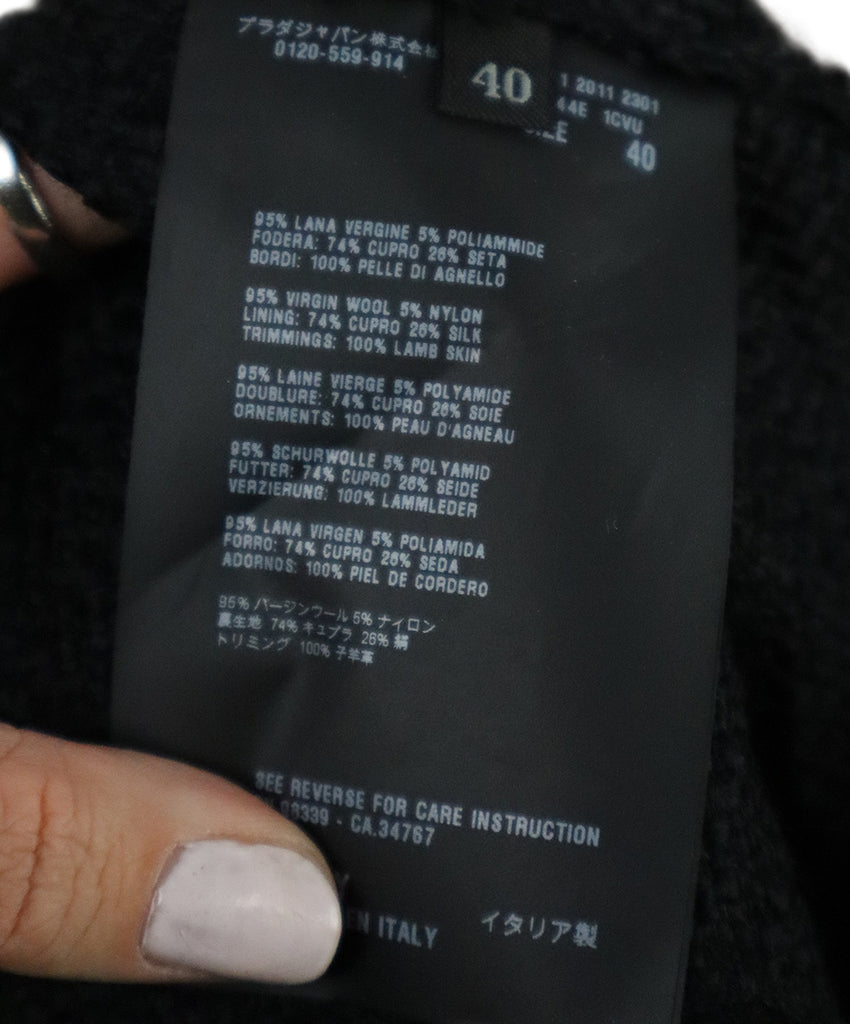 プラダジャパン株式会
0120-559-914
40
1 2011 2301
44E 1CVU
40
95% LANA VERGINE 5% POLIAMMIDE
FODERA: 74% CUPRO 26% SETA
BORDI: 100% PELLE DI AGNELLO
95% VIRGIN WOOL 5% NYLON
LINING: 74% CUPRO 26% SILK
TRIMMINGS: 100% LAMB SKIN
95% LAINE VIERGE 5% POLYAMIDE
DOUBLURE: 74% CUPRO 26% SOIE
ORNEMENTS: 100% PEAU D'AGNEAU
95% SCHURWOLLE 5% POLYAMID
FUTTER: 74% CUPRO 26% SEIDE
VERZIERUNG: 100% LAMMLEDER
95% LANA VIRGEN 5% POLIAMIDA
FORRO: 74% CUPRO 26% SEDA
ADORNOS: 100% PIEL DE CORDERO
95% バージンウール 5% ナイロン
裏生地 74% キュプラ 26% 絹
トリミング 100% 子羊革
SEE REVERSE FOR CARE INSTRUCTION
- CA.34767
EN ITALY イタリア製